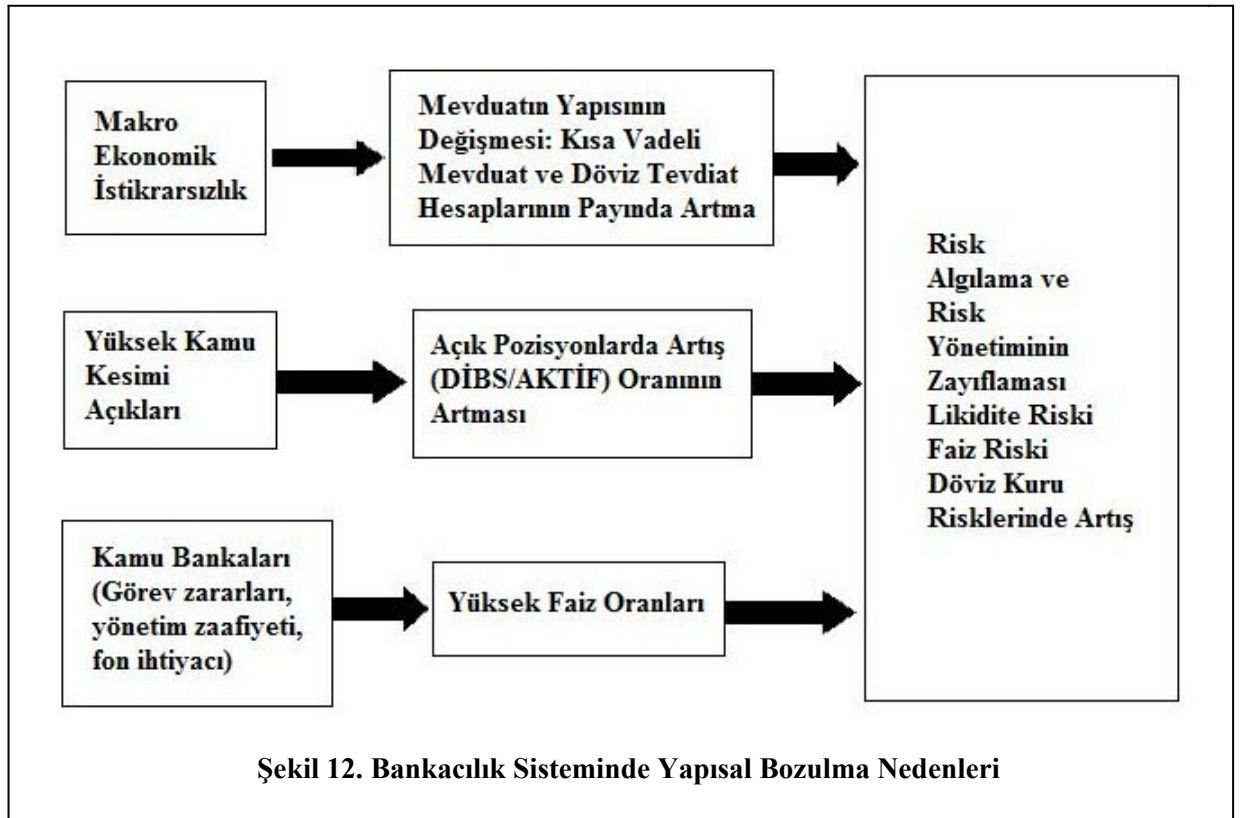 Makro
Ekonomik
İstikrarsızlık
Mevduatın Yapısının
Değişmesi: Kısa Vadeli
Mevduat ve Döviz Tevdiat
Hesaplarının Payında Artma
Yüksek Kamu
Kesimi
Açıkları
Açık Pozisyonlarda Artış
(DİBS/AKTİF) Oranının
Artması
Kamu Bankaları
(Görev zararları,
yönetim zaafiyeti,
fon ihtiyacı)
Yüksek Faiz Oranları
Risk
Algılama ve
Risk
Yönetiminin
Zayıflaması
Likidite Riski
Faiz Riski
Döviz Kuru
Risklerinde Artış
Şekil 12. Bankacılık Sisteminde Yapısal Bozulma Nedenleri